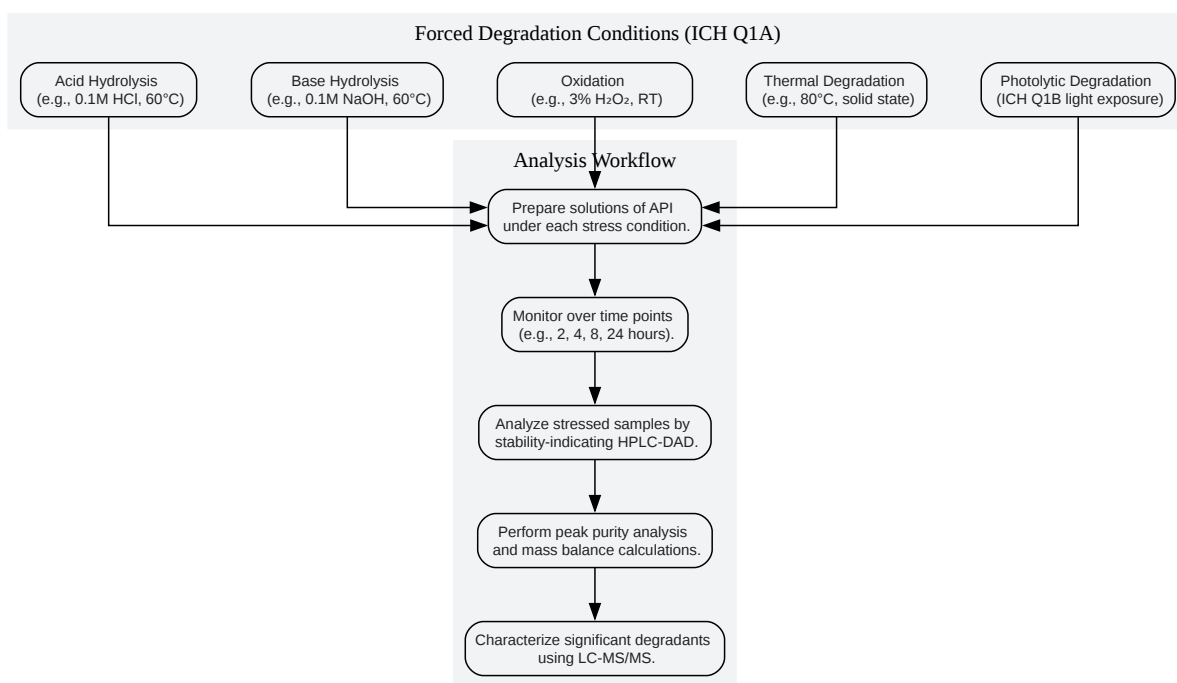 Forced Degradation Conditions (ICH Q1A)
Acid Hydrolysis
(e.g., 0.1M HCl, 60°C)
Base Hydrolysis
(e.g., 0.1M NaOH, 60°C)
Oxidation
(e.g., 3% H₂O₂, RT)
Thermal Degradation
(e.g., 80°C, solid state)
Photolytic Degradation
(ICH Q1B light exposure)
Analysis Workflow
Prepare solutions of API
under each stress condition.
Monitor over time points
(e.g., 2, 4, 8, 24 hours).
Analyze stressed samples by
stability-indicating HPLC-DAD.
Perform peak purity analysis
and mass balance calculations.
Characterize significant degradants
using LC-MS/MS.